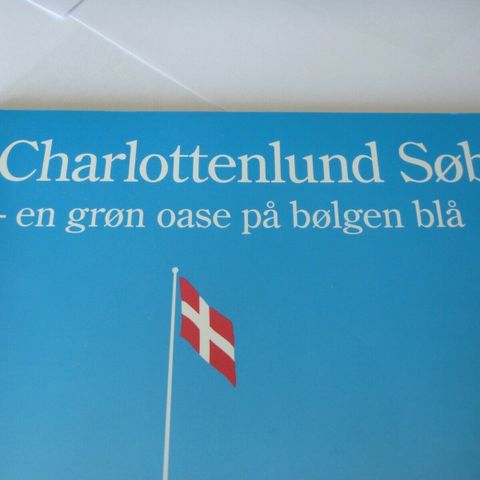 Charlottenlund Søb
- en grøn oase på bølgen blå